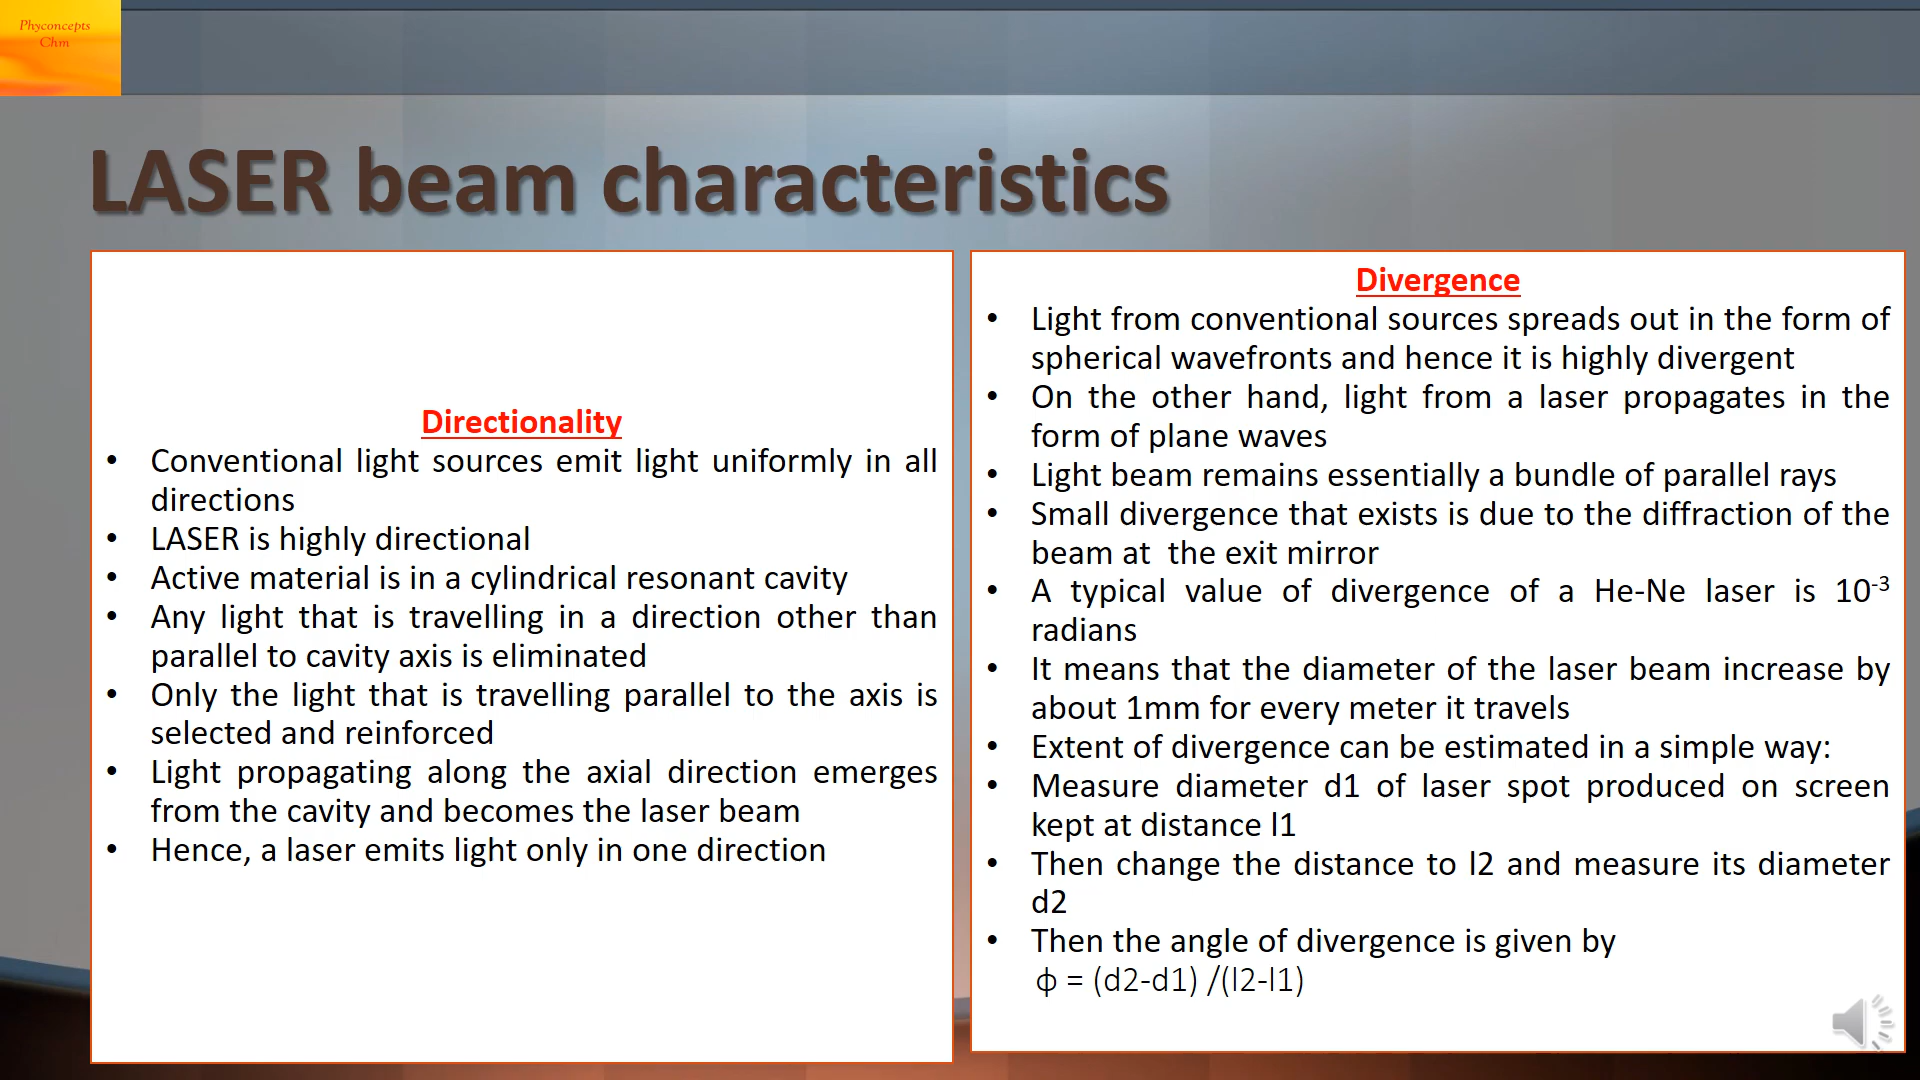 Phyconcepts
Chm
LASER beam characteristics
Directionality
• Conventional light sources emit light uniformly in all
directions
• LASER is highly directional
• Active material is in a cylindrical resonant cavity
• Any light that is travelling in a direction other than
parallel to cavity axis is eliminated
• Only the light that is travelling parallel to the axis is
selected and reinforced
• Light propagating along the axial direction emerges
from the cavity and becomes the laser beam
• Hence, a laser emits light only in one direction
Divergence
• Light from conventional sources spreads out in the form of
spherical wavefronts and hence it is highly divergent
• On the other hand, light from a laser propagates in the
form of plane waves
• Light beam remains essentially a bundle of parallel rays
• Small divergence that exists is due to the diffraction of the
beam at  the exit mirror
• A typical value of divergence of a He-Ne laser is 10⁻³
radians
• It means that the diameter of the laser beam increase by
about 1mm for every meter it travels
• Extent of divergence can be estimated in a simple way:
• Measure diameter d1 of laser spot produced on screen
kept at distance l1
• Then change the distance to l2 and measure its diameter
d2
• Then the angle of divergence is given by
ϕ = (d2-d1) /(l2-l1)